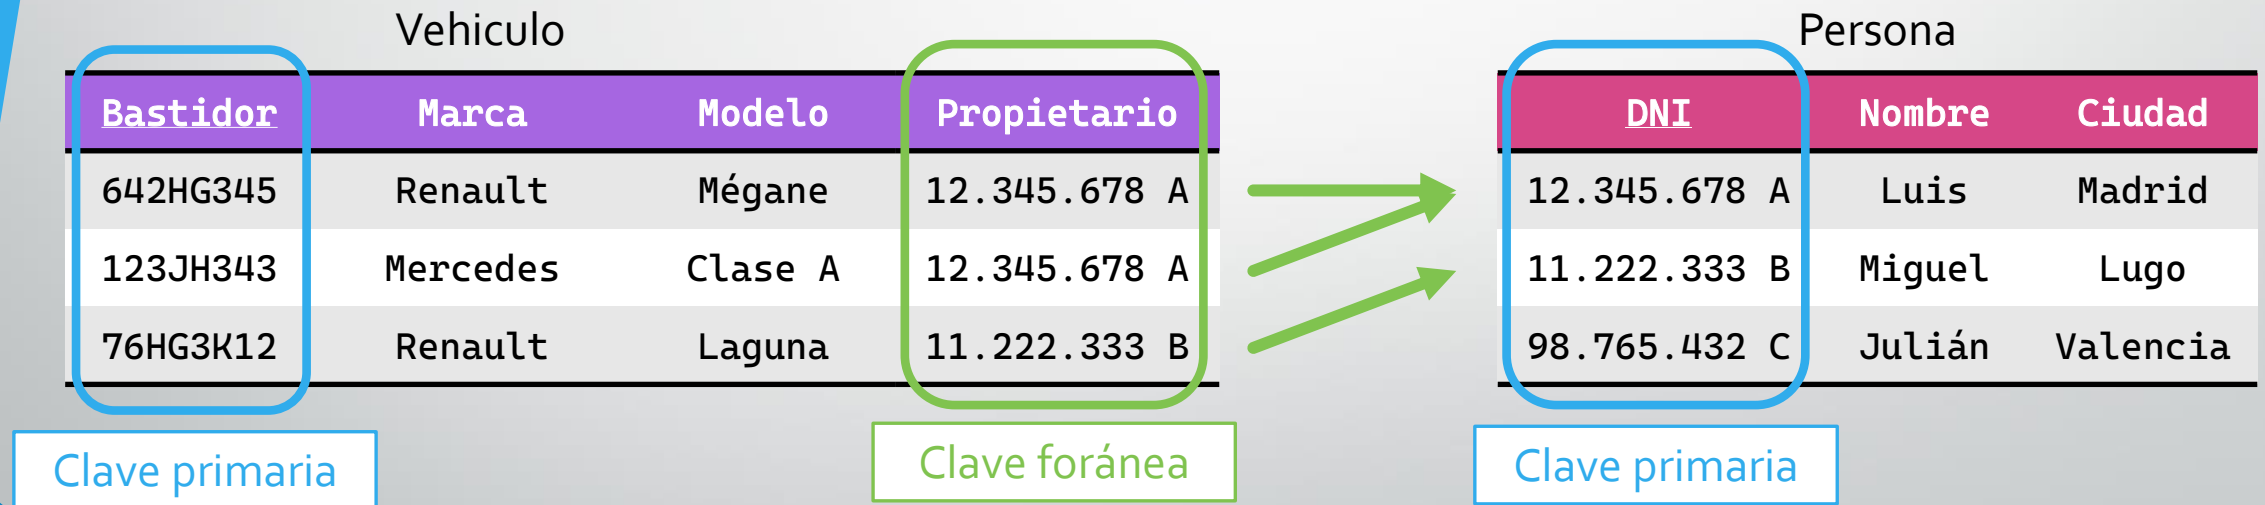 Vehiculo
Bastidor Marca Modelo Propietario
642HG345 Renault Mégane 12.345.678 A
123JH343 Mercedes Clase A 12.345.678 A
76HG3K12 Renault Laguna 11.222.333 B
Clave primaria
Clave foránea
Persona
DNI Nombre Ciudad
12.345.678 A Luis Madrid
11.222.333 B Miguel Lugo
98.765.432 C Julián Valencia
Clave primaria